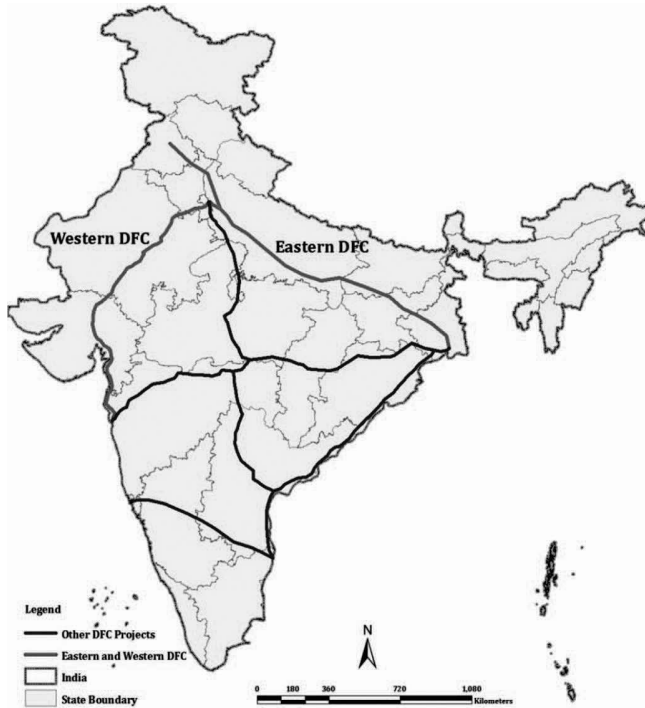 Western DFC
Eastern DFC
Legend
Other DFC Projects
Eastern and Western DFC
India
State Boundary
N
0 180 360 720 1,080
Kilometers